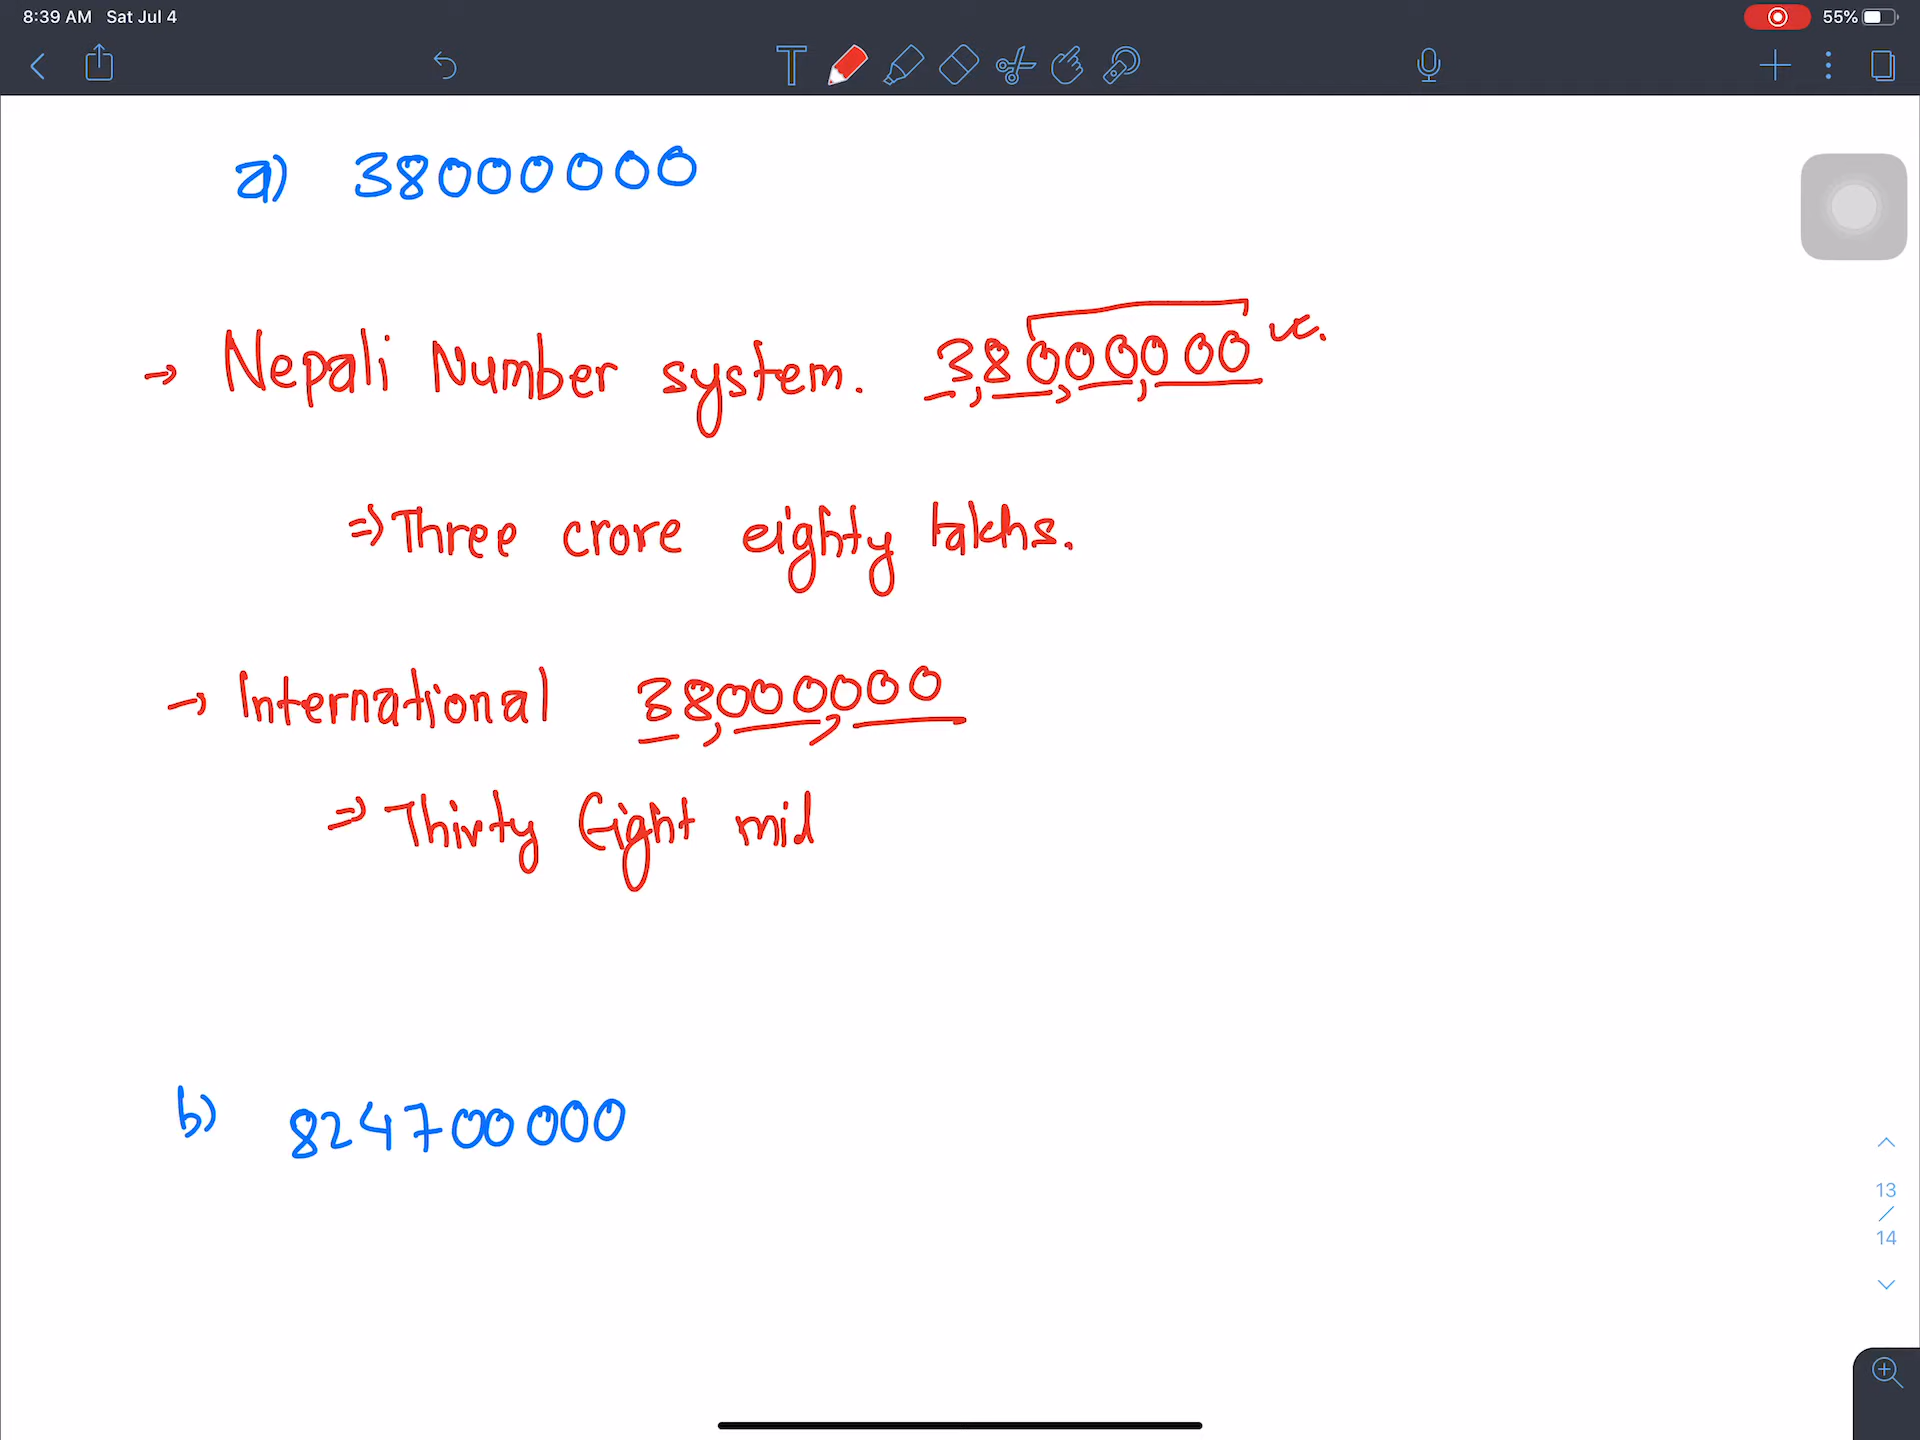 8:39 AM Sat Jul 4
55%
T
a) 38000000
→ Nepali Number system. 3,80,00,000
⇒ Three crore eighty lakhs.
→ International 38,000,000
⇒ Thirty Eight mil
b) 824700000
13
/
14